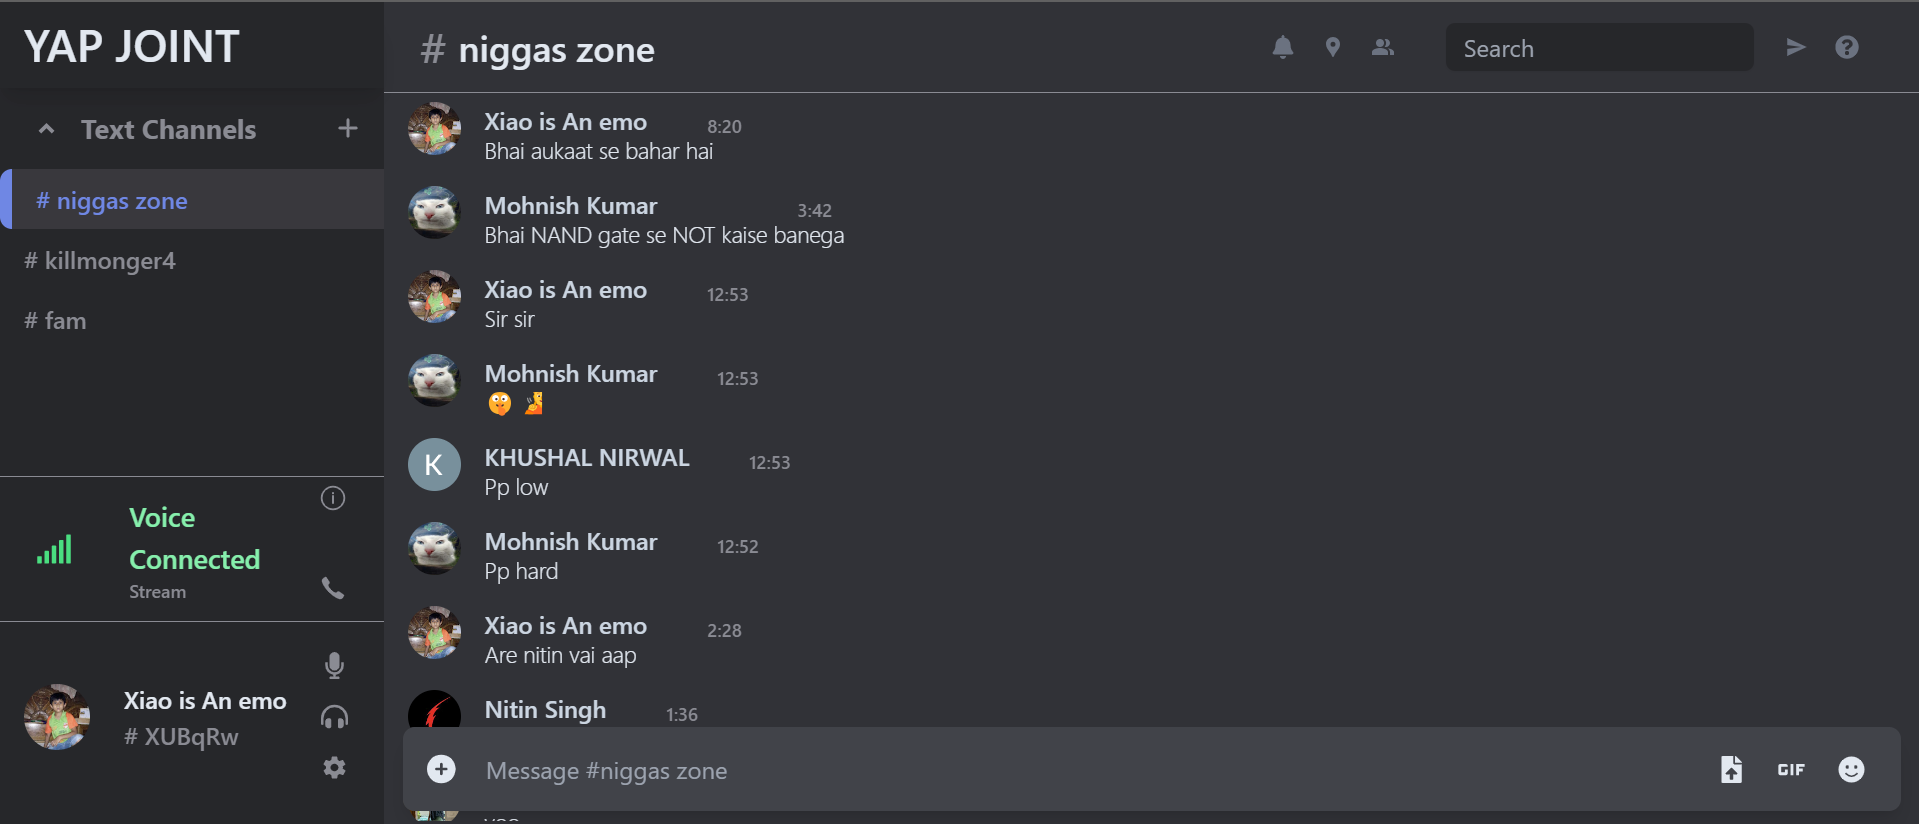 YAP JOINT
Text Channels
# niggas zone
# killmonger4
# fam
Voice
Connected
Stream
Xiao is An emo
# XUBqRw
# niggas zone
Search
Xiao is An emo 8:20
Bhai aukaat se bahar hai
Mohnish Kumar 3:42
Bhai NAND gate se NOT kaise banega
Xiao is An emo 12:53
Sir sir
Mohnish Kumar 12:53
KHUSHAL NIRWAL 12:53
K
Pp low
Mohnish Kumar 12:52
Pp hard
Xiao is An emo 2:28
Are nitin vai aap
Nitin Singh 1:36
Message #niggas zone
GIF